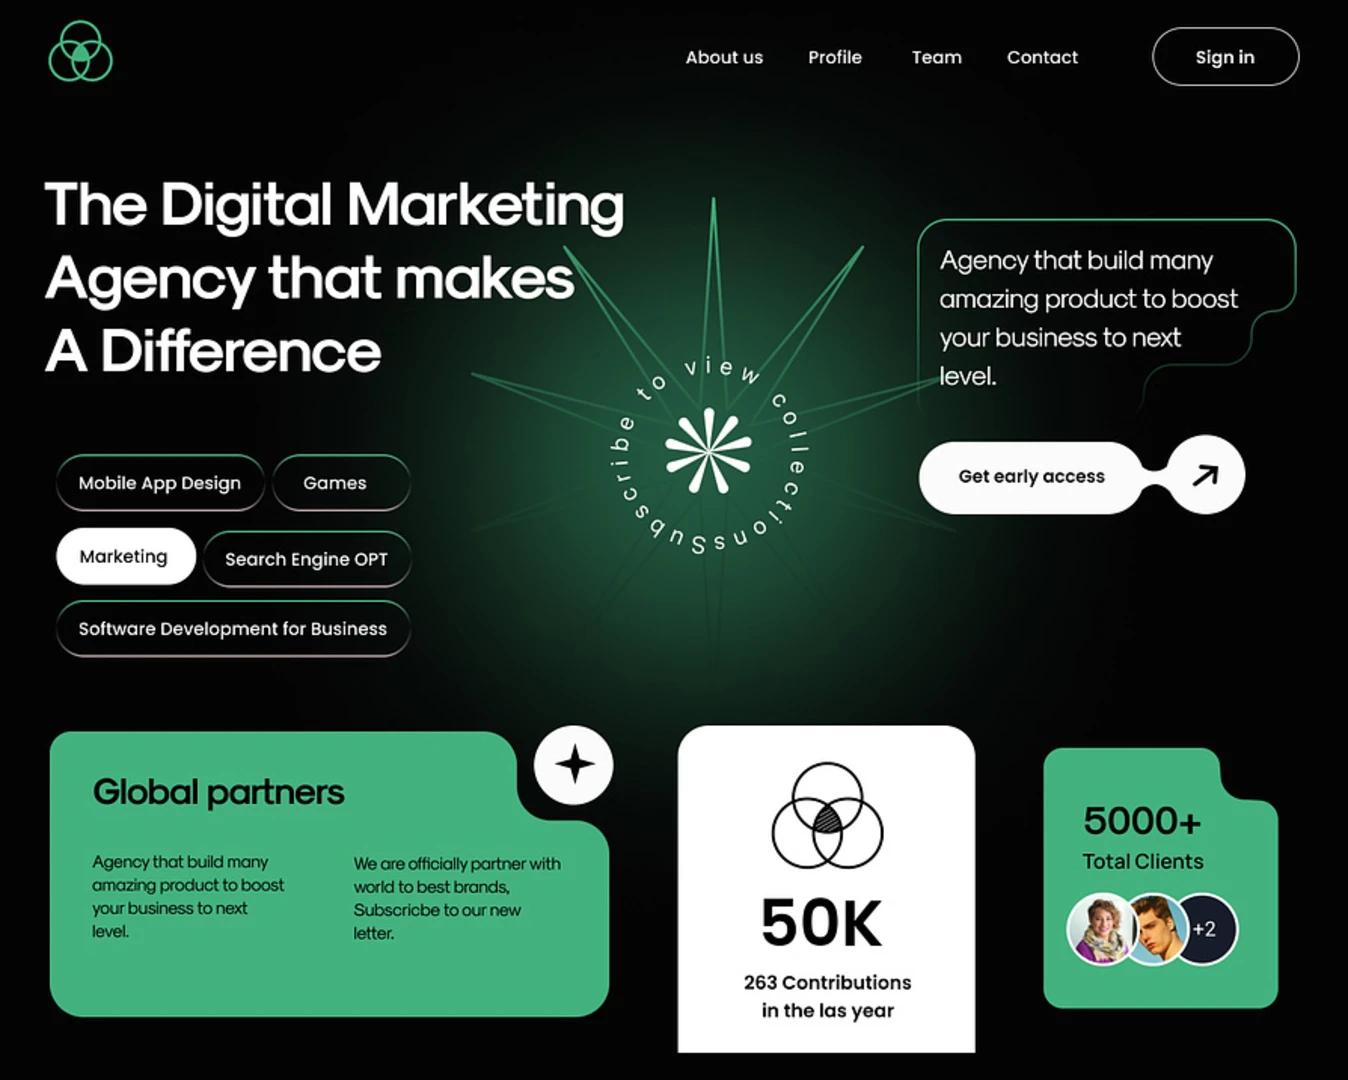 About us
Profile
Team
Contact
Sign in
The Digital Marketing
Agency that makes
A Difference
Agency that build many
amazing product to boost
your business to next
level.
Subscribe to view collections
Get early access
Mobile App Design
Games
Marketing
Search Engine OPT
Software Development for Business
Global partners
Agency that build many
amazing product to boost
your business to next
level.
We are officially partner with
world to best brands,
Subscricbe to our new
letter.
50K
263 Contributions
in the las year
5000+
Total Clients
+2